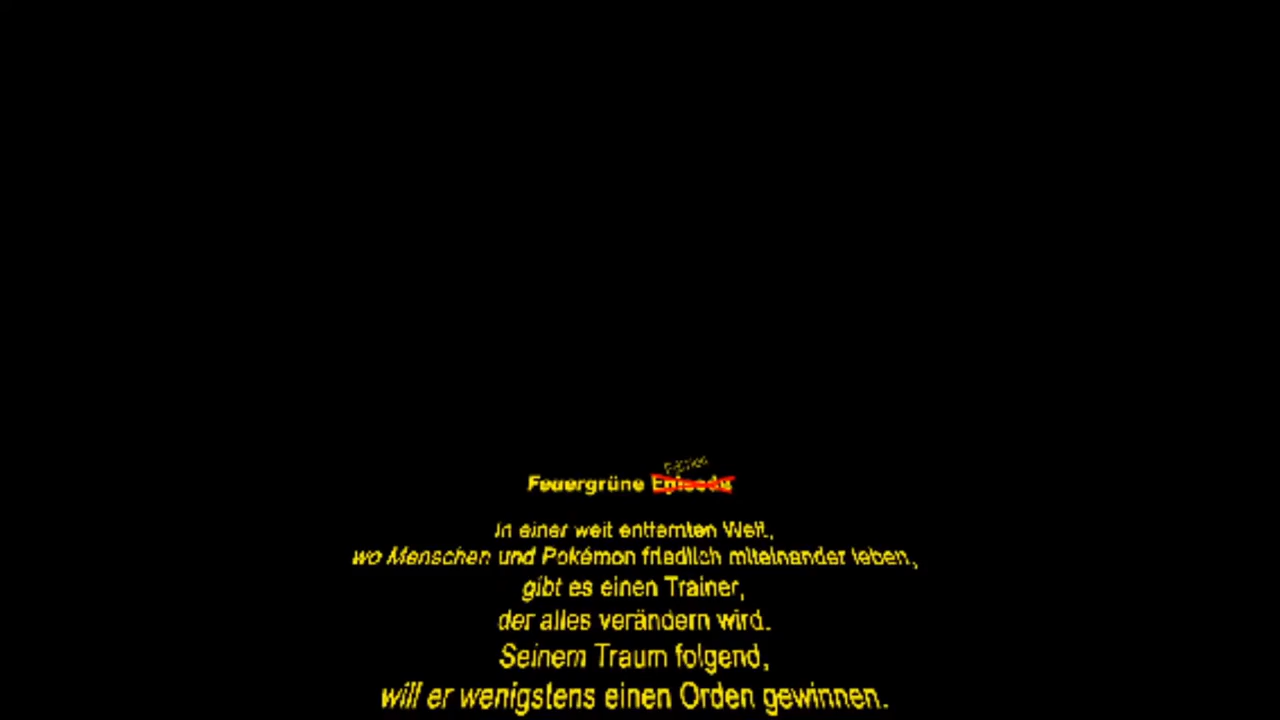 Feuergrüne Episode
In einer weit entfernten Welt,
wo Menschen und Pokémon friedlich miteinander leben,
gibt es einen Trainer,
der alles verändern wird.
Seinem Traum folgend,
will er wenigstens einen Orden gewinnen.